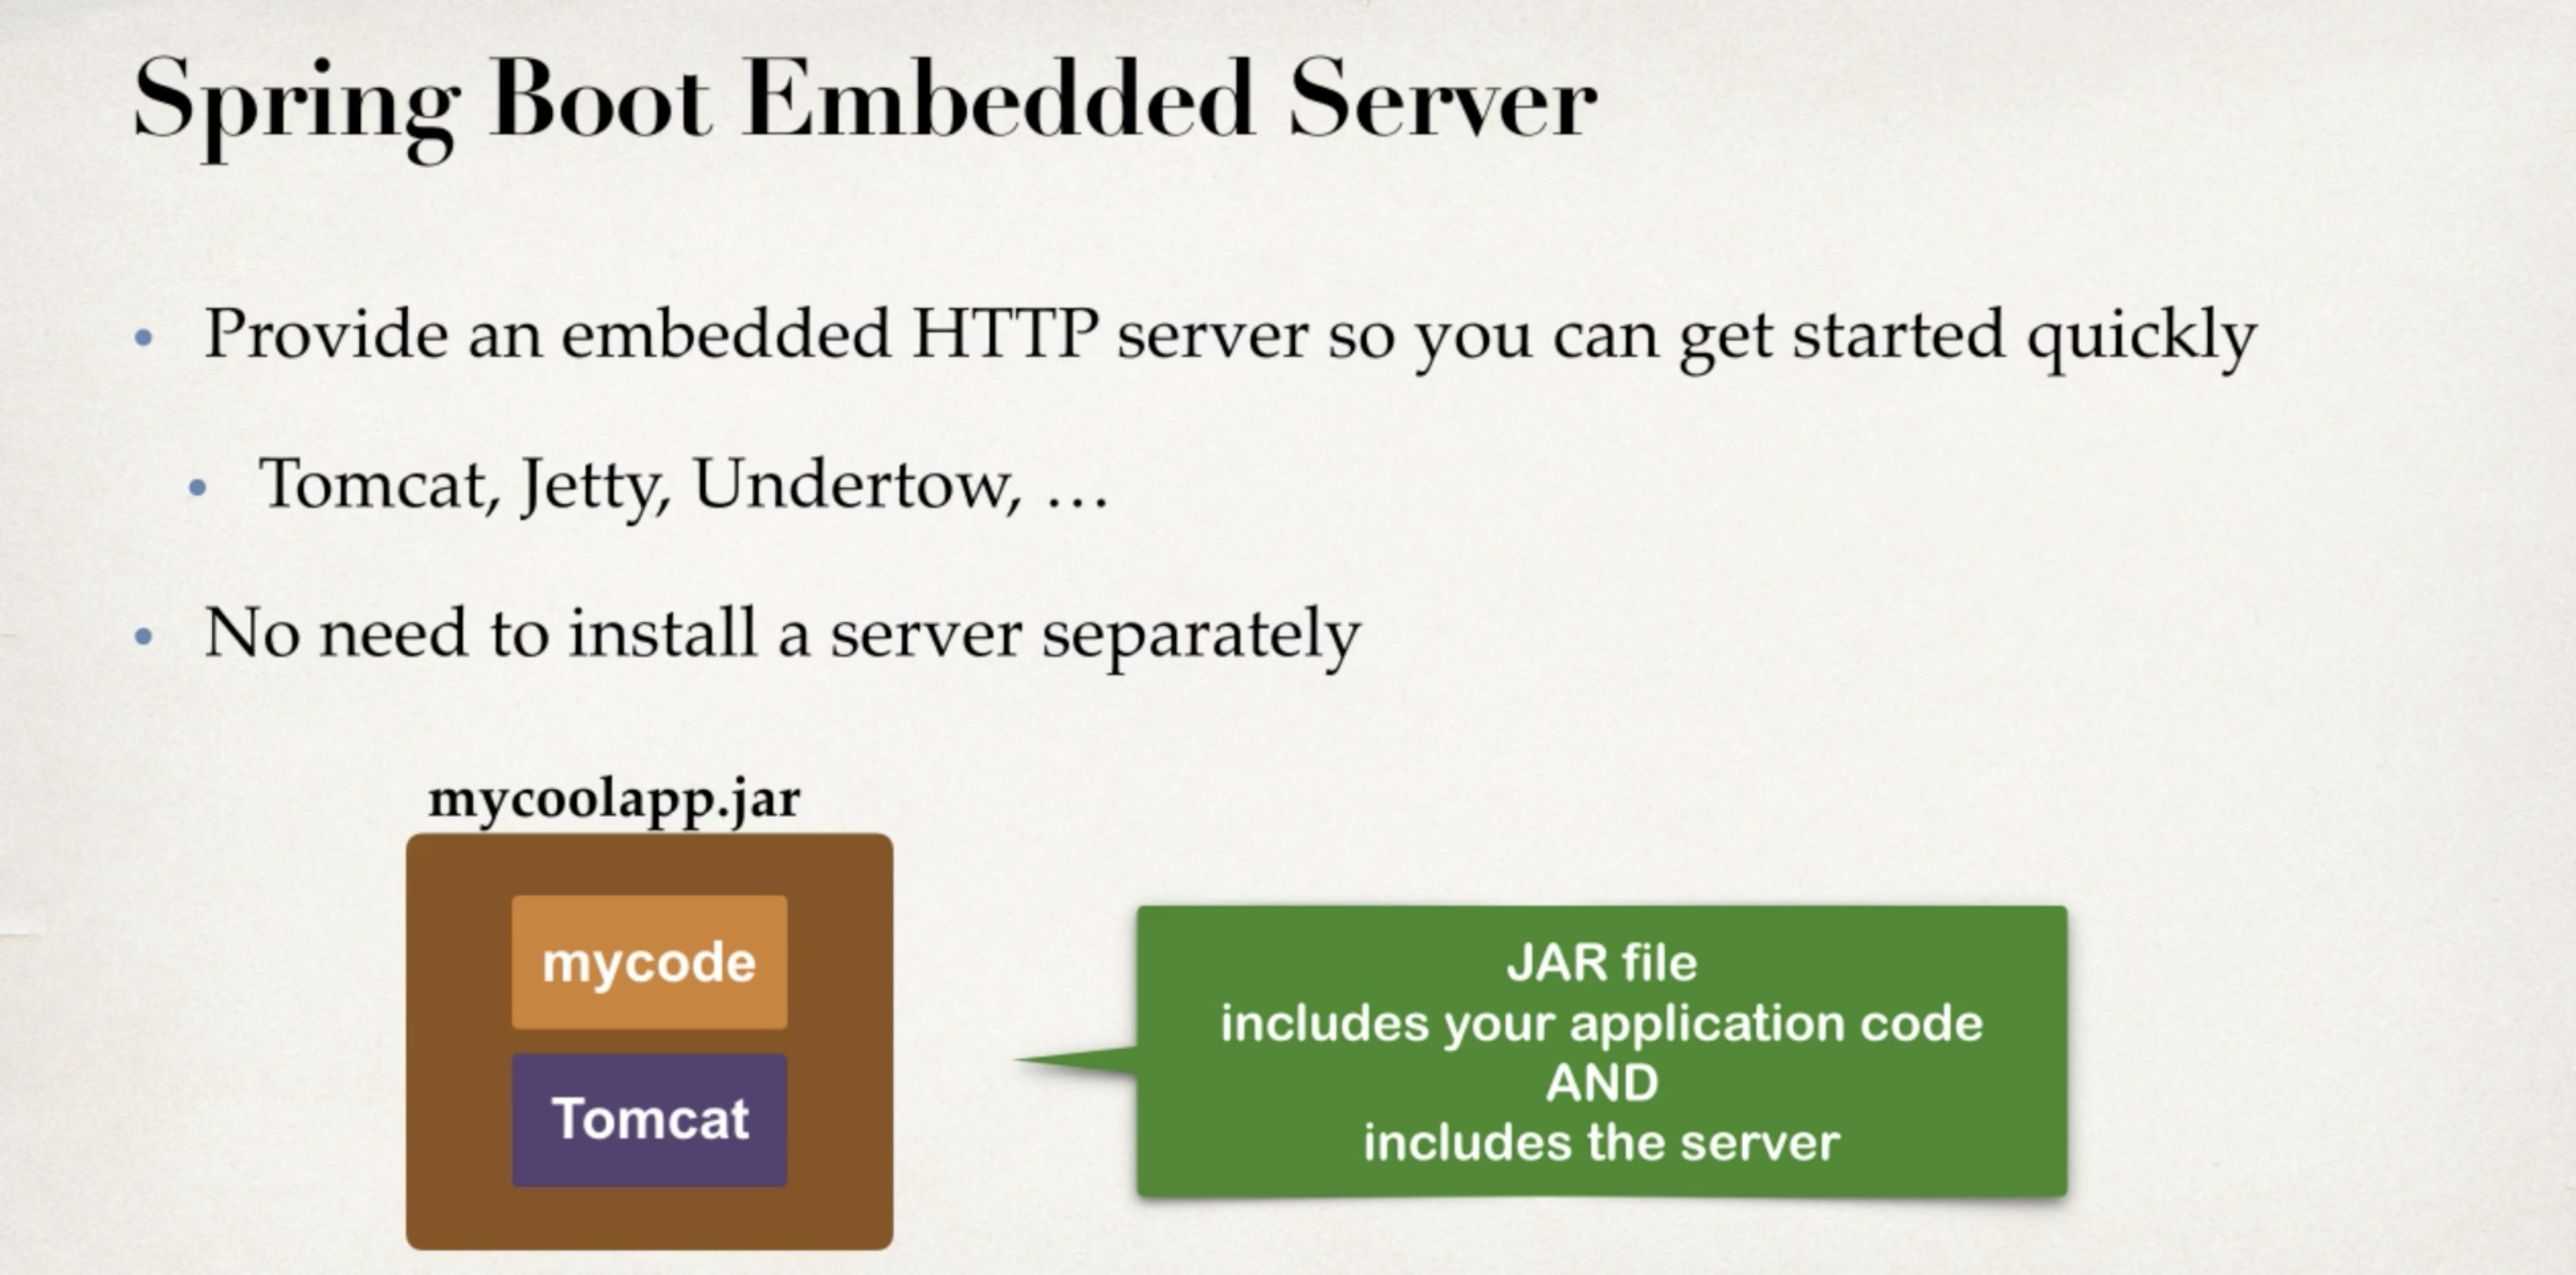 Spring Boot Embedded Server
• Provide an embedded HTTP server so you can get started quickly
• Tomcat, Jetty, Undertow, …
• No need to install a server separately
mycoolapp.jar
mycode
Tomcat
JAR file
includes your application code
AND
includes the server